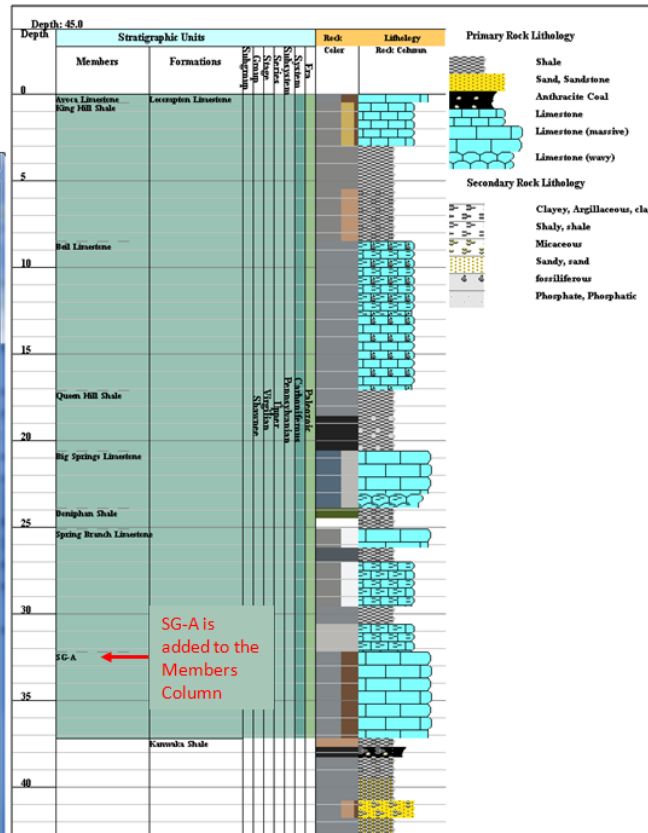 Depth: 45.0
Depth
Stratigraphic Units
Rock
Color
Lithology
Rock Column
Members
Formations
Subgroup
Group
Stage
Series
Subsystem
System
Era
Primary Rock Lithology
Shale
Sand, Sandstone
Anthracite Coal
Limestone
Limestone (massive)
Limestone (wavy)
Secondary Rock Lithology
Clayey, Argillaceous, cla
Shaly, shale
Micaceous
Sandy, sand
fossiliferous
Phosphate, Phosphatic
0
Avoca Limestone
Lecompton Limestone
King Hill Shale
5
Beil Limestone
10
15
Queen Hill Shale
Shawnee
Virgilian
Upper
Pennsylvanian
Carboniferous
Paleozoic
20
Big Springs Limestone
Doniphan Shale
25
Spring Branch Limestone
30
SG-A is
added to the
Members
Column
SG-A
35
Kanwaka Shale
40